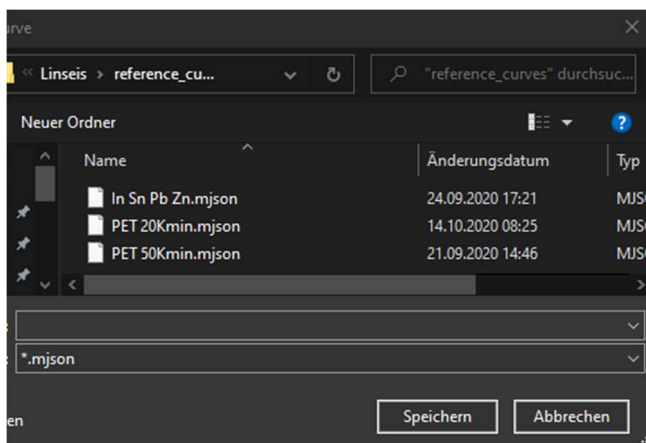 urve
« Linseis › reference_cu...
"reference_curves" durchsuc...
Neuer Ordner
?
Name Änderungsdatum Typ
In Sn Pb Zn.mjson 24.09.2020 17:21 MJS
PET 20Kmin.mjson 14.10.2020 08:25 MJS
PET 50Kmin.mjson 21.09.2020 14:46 MJS
:
: *.mjson
en Speichern Abbrechen